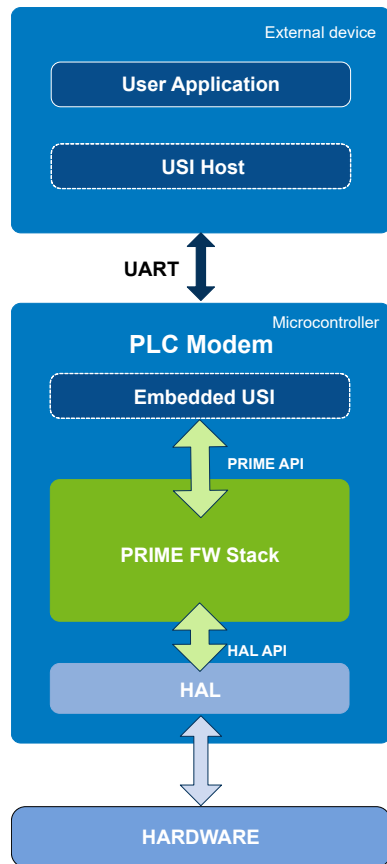 External device
User Application
USI Host
UART
Microcontroller
PLC Modem
Embedded USI
PRIME API
PRIME FW Stack
HAL API
HAL
HARDWARE